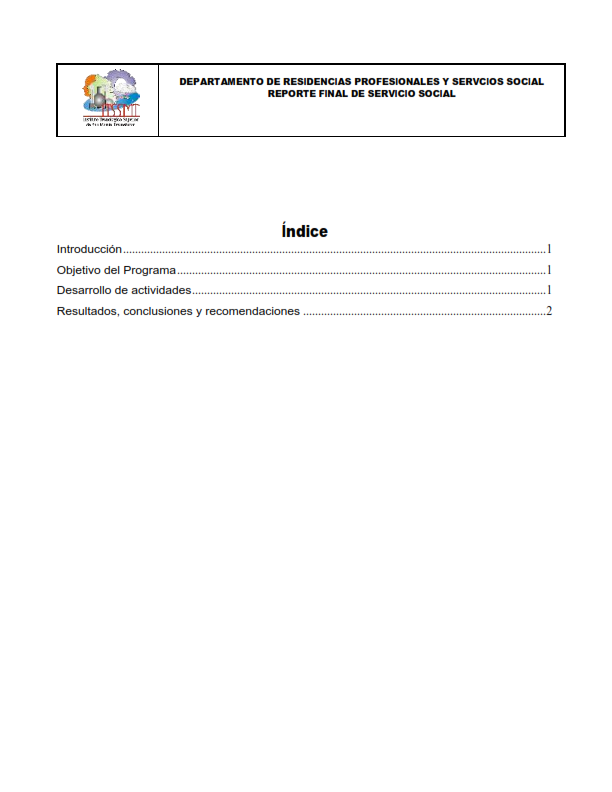 DEPARTAMENTO DE RESIDENCIAS PROFESIONALES Y SERVCIOS SOCIAL
REPORTE FINAL DE SERVICIO SOCIAL
Índice
Introducción.....1
Objetivo del Programa.....1
Desarrollo de actividades.....1
Resultados, conclusiones y recomendaciones .....2